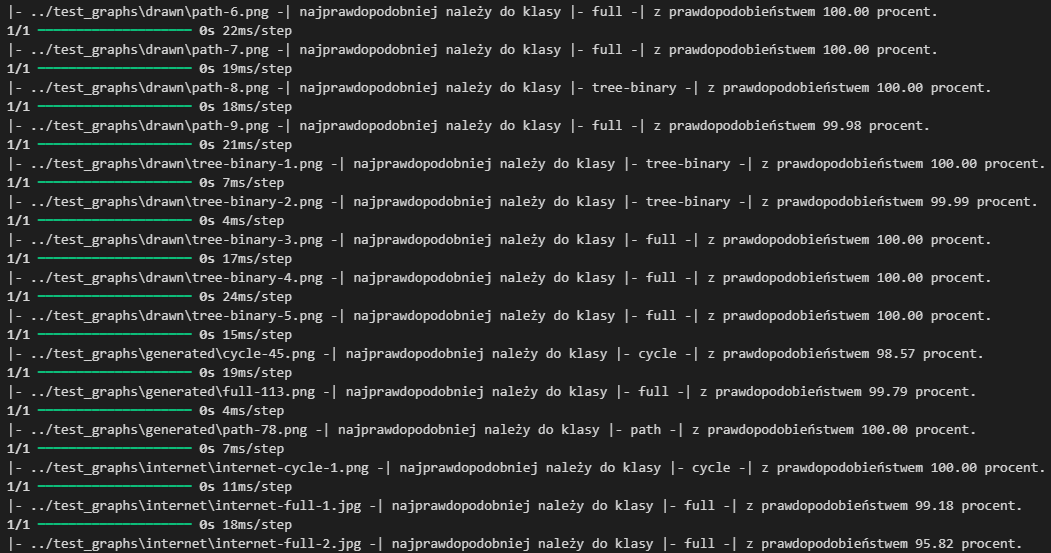 |- ../test_graphs\drawn\path-6.png -| najprawdopodobniej należy do klasy |- full -| z prawdopodobieństwem 100.00 procent.
1/1 ━━━━━━━━━━━━━━━━━━━━ 0s 22ms/step
|- ../test_graphs\drawn\path-7.png -| najprawdopodobniej należy do klasy |- full -| z prawdopodobieństwem 100.00 procent.
1/1 ━━━━━━━━━━━━━━━━━━━━ 0s 19ms/step
|- ../test_graphs\drawn\path-8.png -| najprawdopodobniej należy do klasy |- tree-binary -| z prawdopodobieństwem 100.00 procent.
1/1 ━━━━━━━━━━━━━━━━━━━━ 0s 18ms/step
|- ../test_graphs\drawn\path-9.png -| najprawdopodobniej należy do klasy |- full -| z prawdopodobieństwem 99.98 procent.
1/1 ━━━━━━━━━━━━━━━━━━━━ 0s 21ms/step
|- ../test_graphs\drawn\tree-binary-1.png -| najprawdopodobniej należy do klasy |- tree-binary -| z prawdopodobieństwem 100.00 procent.
1/1 ━━━━━━━━━━━━━━━━━━━━ 0s 7ms/step
|- ../test_graphs\drawn\tree-binary-2.png -| najprawdopodobniej należy do klasy |- tree-binary -| z prawdopodobieństwem 99.99 procent.
1/1 ━━━━━━━━━━━━━━━━━━━━ 0s 4ms/step
|- ../test_graphs\drawn\tree-binary-3.png -| najprawdopodobniej należy do klasy |- full -| z prawdopodobieństwem 100.00 procent.
1/1 ━━━━━━━━━━━━━━━━━━━━ 0s 17ms/step
|- ../test_graphs\drawn\tree-binary-4.png -| najprawdopodobniej należy do klasy |- full -| z prawdopodobieństwem 100.00 procent.
1/1 ━━━━━━━━━━━━━━━━━━━━ 0s 24ms/step
|- ../test_graphs\drawn\tree-binary-5.png -| najprawdopodobniej należy do klasy |- full -| z prawdopodobieństwem 100.00 procent.
1/1 ━━━━━━━━━━━━━━━━━━━━ 0s 15ms/step
|- ../test_graphs\generated\cycle-45.png -| najprawdopodobniej należy do klasy |- cycle -| z prawdopodobieństwem 98.57 procent.
1/1 ━━━━━━━━━━━━━━━━━━━━ 0s 19ms/step
|- ../test_graphs\generated\full-113.png -| najprawdopodobniej należy do klasy |- full -| z prawdopodobieństwem 99.79 procent.
1/1 ━━━━━━━━━━━━━━━━━━━━ 0s 4ms/step
|- ../test_graphs\generated\path-78.png -| najprawdopodobniej należy do klasy |- path -| z prawdopodobieństwem 100.00 procent.
1/1 ━━━━━━━━━━━━━━━━━━━━ 0s 7ms/step
|- ../test_graphs\internet\internet-cycle-1.png -| najprawdopodobniej należy do klasy |- cycle -| z prawdopodobieństwem 100.00 procent.
1/1 ━━━━━━━━━━━━━━━━━━━━ 0s 11ms/step
|- ../test_graphs\internet\internet-full-1.jpg -| najprawdopodobniej należy do klasy |- full -| z prawdopodobieństwem 99.18 procent.
1/1 ━━━━━━━━━━━━━━━━━━━━ 0s 18ms/step
|- ../test_graphs\internet\internet-full-2.jpg -| najprawdopodobniej należy do klasy |- full -| z prawdopodobieństwem 95.82 procent.